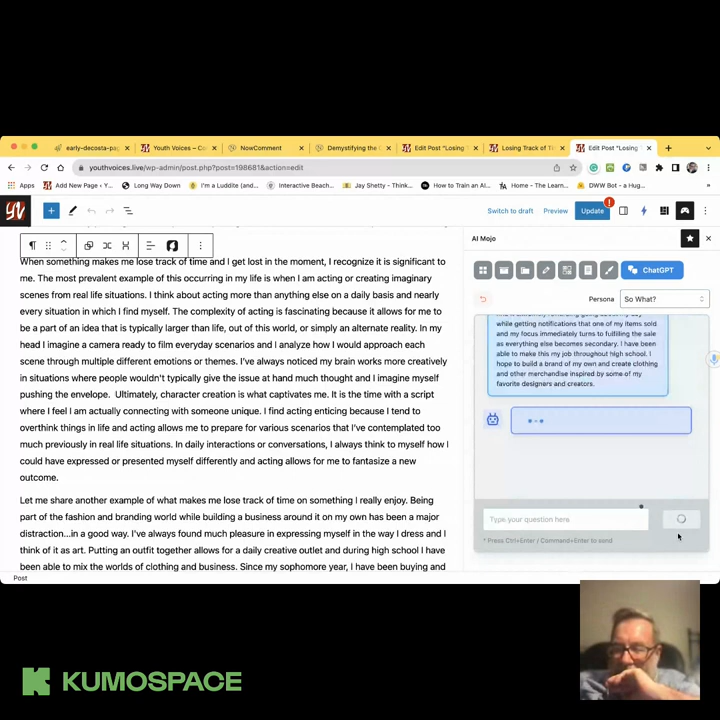 early-decosta-pap
Youth Voices – Co
NowComment
Demystifying the
Edit Post "Losing
Losing Track of Ti
Edit Post "Losing
youthvoices.live/wp-admin/post.php?post=198681&action=edit
Apps
Add New Page ‹ Y...
Long Way Down
I'm a Luddite (and...
Interactive Beach...
Jay Shetty - Think...
How to Train an AI...
Home - The Learn...
DWW Bot - a Hug...
Switch to draft
Preview
Update
!
AI Mojo
ChatGPT
Persona
So What?
When something makes me lose track of time and I get lost in the moment, I recognize it is significant to
me. The most prevalent example of this occurring in my life is when I am acting or creating imaginary
scenes from real life situations. I think about acting more than anything else on a daily basis and nearly
every situation in which I find myself. The complexity of acting is fascinating because it allows for me to
be a part of an idea that is typically larger than life, out of this world, or simply an alternate reality. In my
head I imagine a camera ready to film everyday scenarios and I analyze how I would approach each
scene through multiple different emotions or themes. I've always noticed my brain works more creatively
in situations where people wouldn't typically give the issue at hand much thought and I imagine myself
pushing the envelope. Ultimately, character creation is what captivates me. It is the time with a script
where I feel I am actually connecting with someone unique. I find acting enticing because I tend to
overthink things in life and acting allows for me to prepare for various scenarios that I've contemplated too
much previously in real life situations. In daily interactions or conversations, I always think to myself how I
could have expressed or presented myself differently and acting allows for me to fantasize a new
outcome.
Let me share another example of what makes me lose track of time on something I really enjoy. Being
part of the fashion and branding world while building a business around it on my own has been a major
distraction...in a good way. I've always found much pleasure in expressing myself in the way I dress and I
think of it as art. Putting an outfit together allows for a daily creative outlet and during high school I have
been able to mix the worlds of clothing and business. Since my sophomore year, I have been buying and
while getting notifications that one of my items sold
and my focus immediately turns to fulfilling the sale
as everything else becomes secondary. I have been
able to make this my job throughout high school. I
hope to build a brand of my own and create clothing
and other merchandise inspired by some of my
favorite designers and creators.
Type your question here
* Press Ctrl+Enter / Command+Enter to send
Post
KUMOSPACE